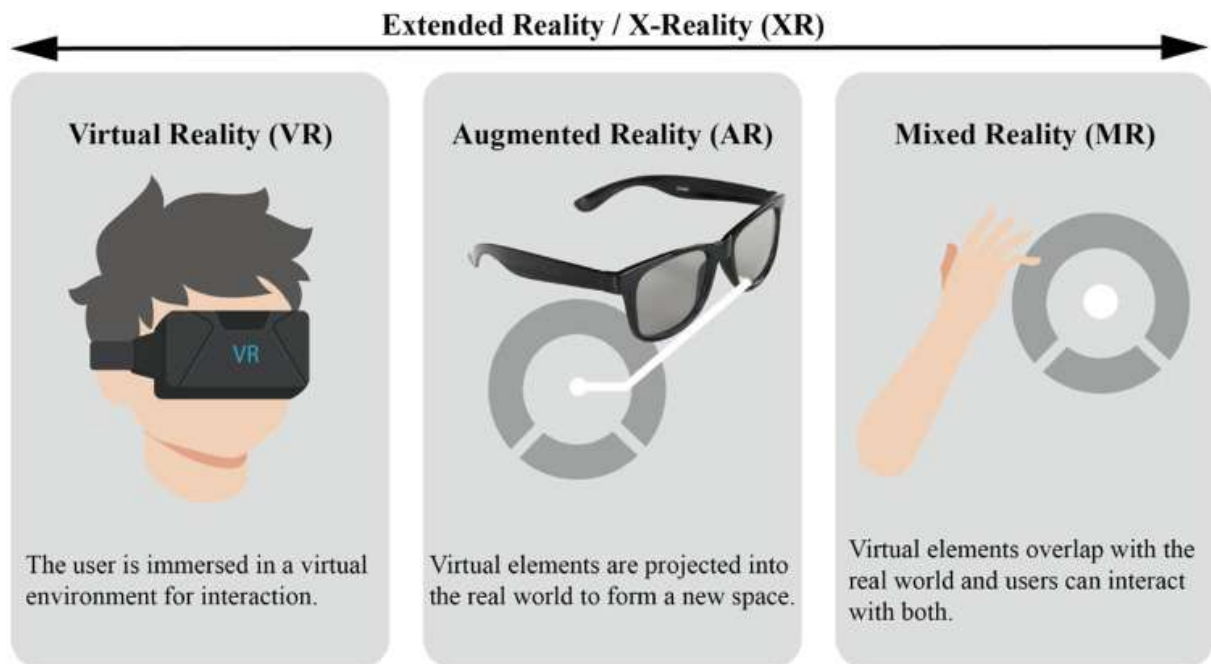 Extended Reality / X-Reality (XR)
Virtual Reality (VR)
VR
The user is immersed in a virtual
environment for interaction.
Augmented Reality (AR)
Virtual elements are projected into
the real world to form a new space.
Mixed Reality (MR)
Virtual elements overlap with the
real world and users can interact
with both.